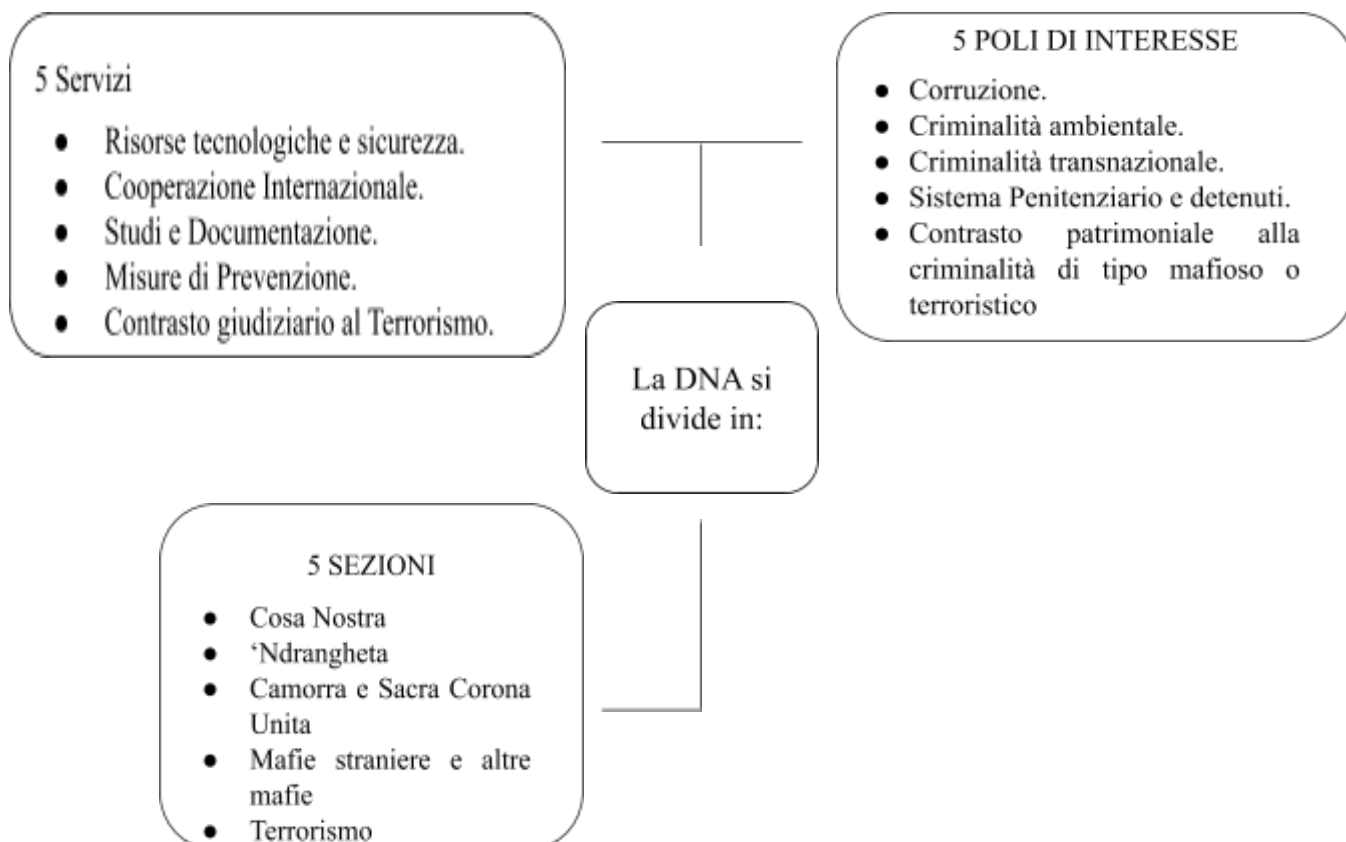 5 Servizi
● Risorse tecnologiche e sicurezza.
● Cooperazione Internazionale.
● Studi e Documentazione.
● Misure di Prevenzione.
● Contrasto giudiziario al Terrorismo.
5 POLI DI INTERESSE
● Corruzione.
● Criminalità ambientale.
● Criminalità transnazionale.
● Sistema Penitenziario e detenuti.
● Contrasto patrimoniale alla
criminalità di tipo mafioso o
terroristico
La DNA si
divide in:
5 SEZIONI
● Cosa Nostra
● ‘Ndrangheta
● Camorra e Sacra Corona
Unita
● Mafie straniere e altre
mafie
● Terrorismo